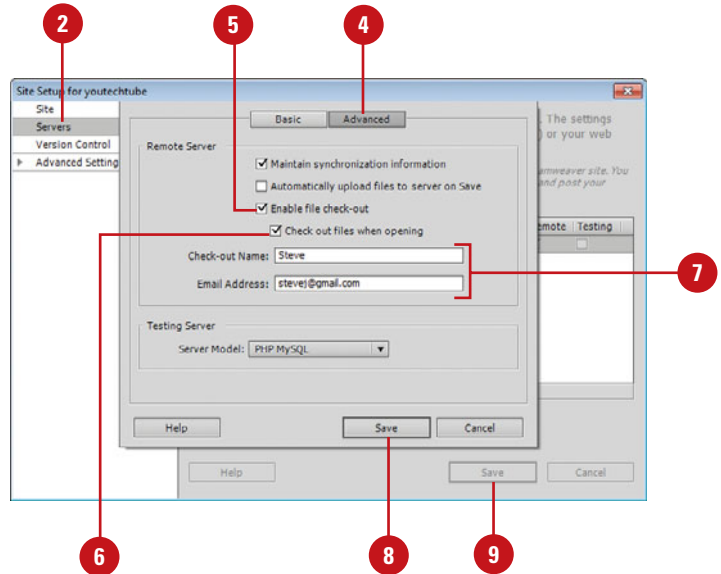 2
5
4
Site Setup for youtechtube
Site
Servers
Version Control
Advanced Setting
Basic
Advanced
. The settings
) or your web
amweaver site. You
and post your
Remote Server
Maintain synchronization information
Automatically upload files to server on Save
Enable file check-out
Check out files when opening
Check-out Name: Steve
Email Address: stevej@gmail.com
emote Testing
7
Testing Server
Server Model: PHP MySQL
Help
Save
Cancel
Help
Save
Cancel
6
8
9